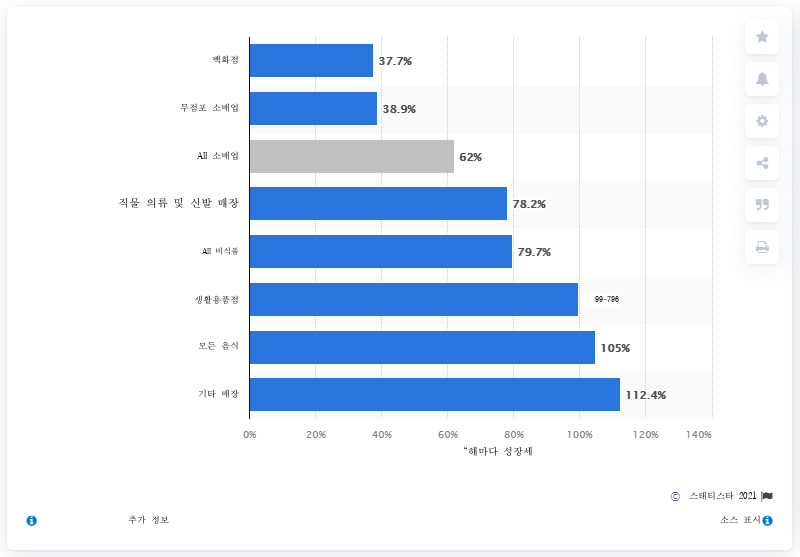 백화점
37.7%
무점포 소매업
38.9%
All 소매업
62%
직물 의류 및 신발 매장
78.2%
All 비식품
79.7%
생활용품점
99-796
모든 음식
105%
기타 매장
112.4%
0% 20% 40% 60% 80% 100% 120% 140%
“해마다 성장세
© 스태티스타 2021
추가 정보
소스 표시